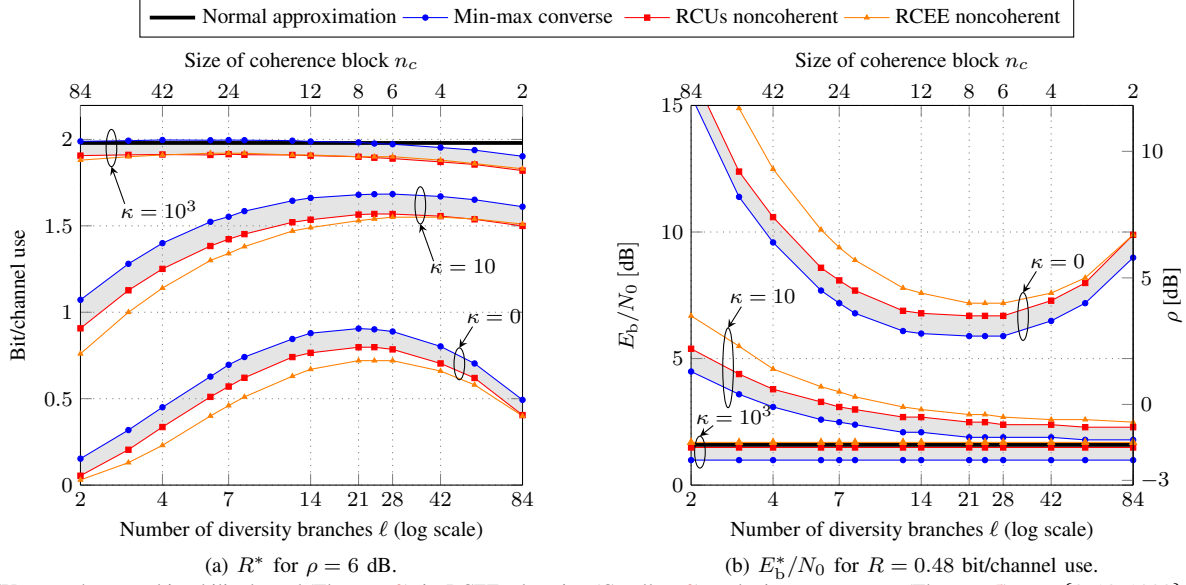 Normal approximation Min-max converse RCUs noncoherent RCEE noncoherent
Size of coherence block n_c
84 42 24 12 8 6 4 2
2
1.5
1
0.5
0
Bit/channel use
κ = 10³
κ = 10
κ = 0
2 4 7 14 21 28 42 84
Number of diversity branches ℓ (log scale)
(a) R* for ρ = 6 dB.
Size of coherence block n_c
84 42 24 12 8 6 4 2
15
10
5
0
E_b/N_0 [dB]
10
5
0
−3
ρ [dB]
κ = 0
κ = 10
κ = 10³
2 4 7 14 21 28 42 84
Number of diversity branches ℓ (log scale)
(b) E_b*/N_0 for R = 0.48 bit/channel use.